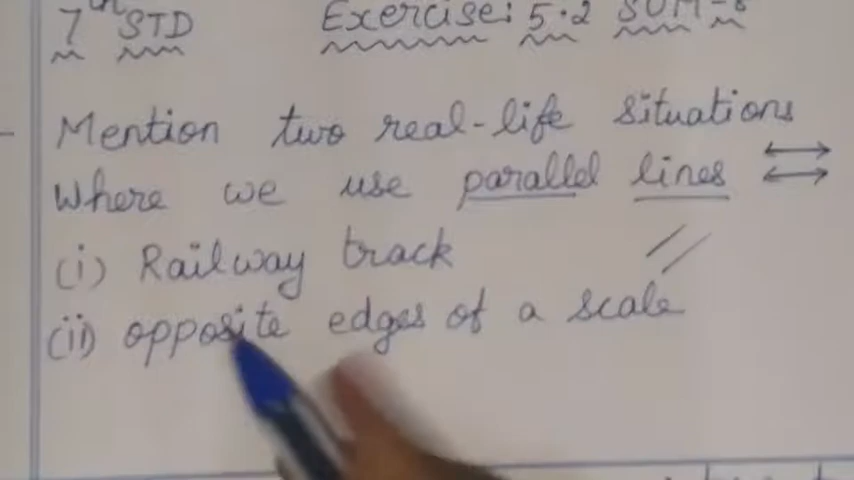 7th STD Exercise: 5.2 SUM-8
Mention two real-life situations
Where we use parallel lines
(i) Railway track
(ii) opposite edges of a scale